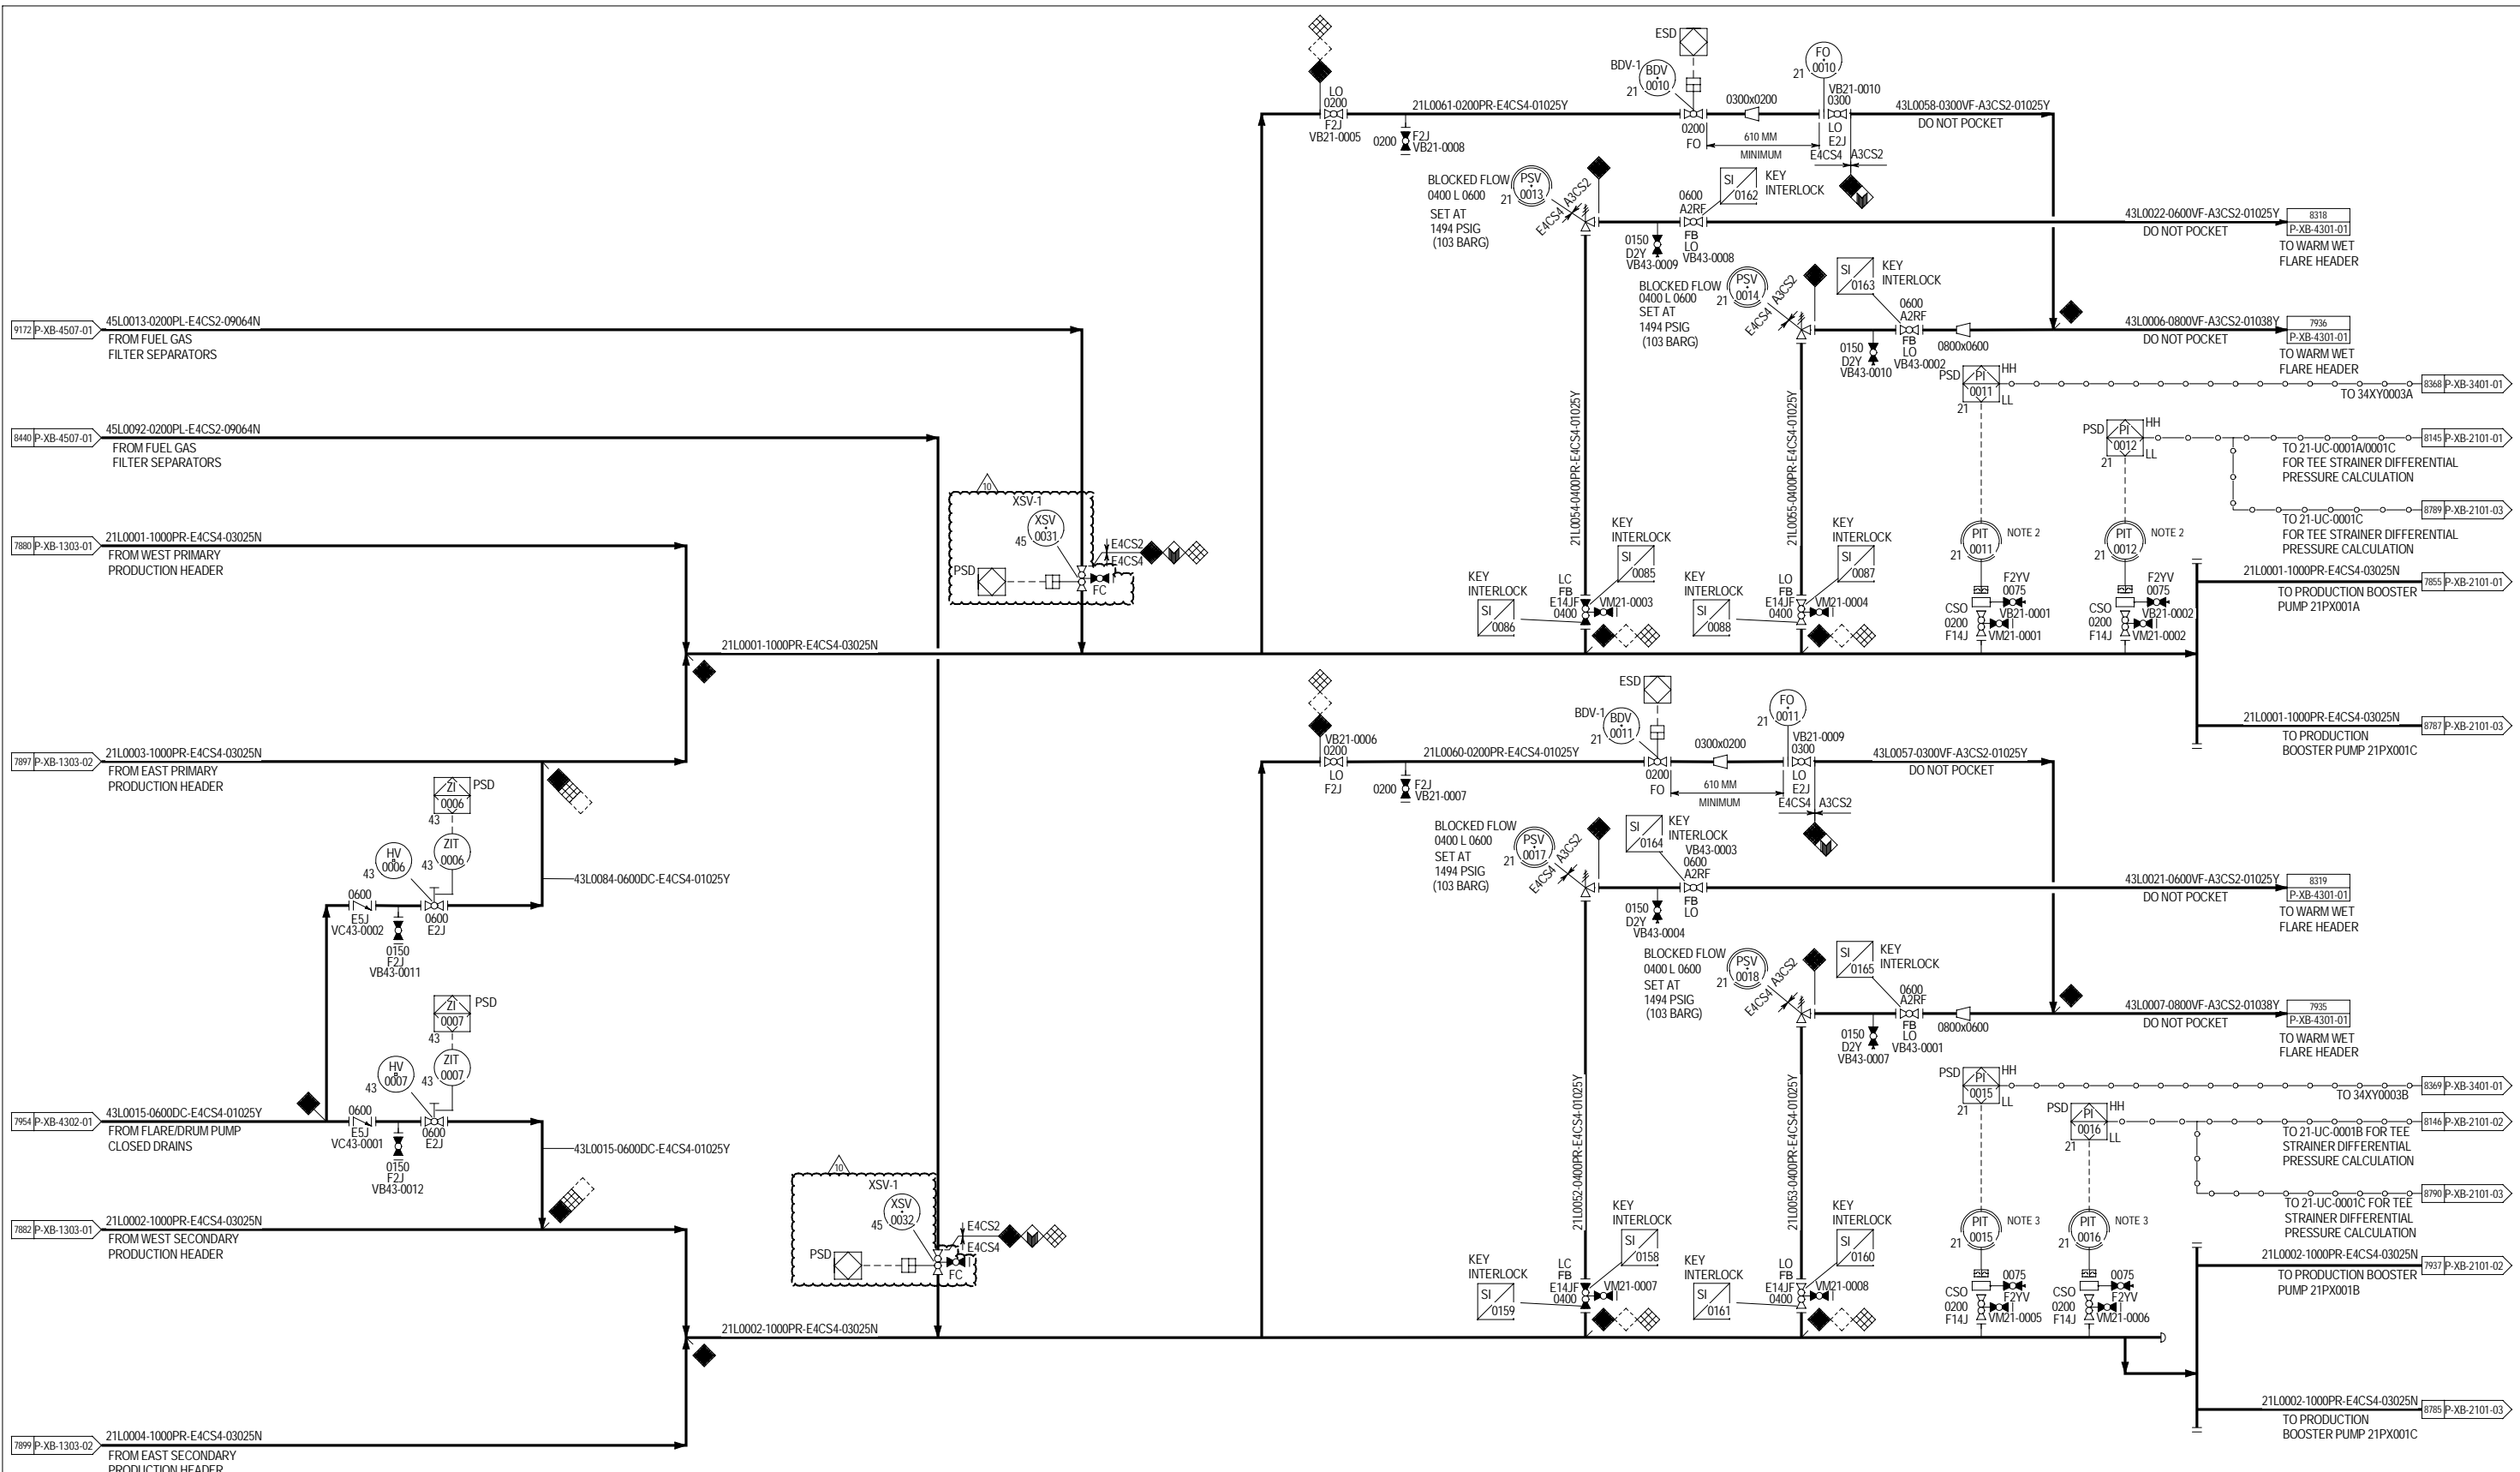 ESD
BDV-1
BDV
0010
21
FO
0010
21
LO
0200
F2J
VB21-0005
21L0061-0200PR-E4CS4-01025Y
0200
F2J
VB21-0008
0200
FO
0300x0200
610 MM
MINIMUM
VB21-0010
0300
LO
E2J
E4CS4
A3CS2
43L0058-0300VF-A3CS2-01025Y
DO NOT POCKET
BLOCKED FLOW
0400 L 0600
SET AT
1494 PSIG
(103 BARG)
PSV
0013
21
E4CS4
A3CS2
0600
A2RF
FB
LO
VB43-0008
SI
0162
KEY
INTERLOCK
0150
D2Y
VB43-0009
43L0022-0600VF-A3CS2-01025Y
DO NOT POCKET
8318
P-XB-4301-01
TO WARM WET
FLARE HEADER
BLOCKED FLOW
0400 L 0600
SET AT
1494 PSIG
(103 BARG)
PSV
0014
21
E4CS4
A3CS2
SI
0163
KEY
INTERLOCK
0600
A2RF
FB
LO
VB43-0002
0150
D2Y
VB43-0010
0800x0600
43L0006-0800VF-A3CS2-01038Y
DO NOT POCKET
7936
P-XB-4301-01
TO WARM WET
FLARE HEADER
9172 P-XB-4507-01
45L0013-0200PL-E4CS2-09064N
FROM FUEL GAS
FILTER SEPARATORS
8440 P-XB-4507-01
45L0092-0200PL-E4CS2-09064N
FROM FUEL GAS
FILTER SEPARATORS
7880 P-XB-1303-01
21L0001-1000PR-E4CS4-03025N
FROM WEST PRIMARY
PRODUCTION HEADER
10
XSV-1
XSV
0031
45
PSD
FC
E4CS2
E4CS4
21L0001-1000PR-E4CS4-03025N
21L0054-0400PR-E4CS4-01025Y
21L0055-0400PR-E4CS4-01025Y
KEY
INTERLOCK
SI
0085
KEY
INTERLOCK
SI
0086
LC
FB
E14JF
0400
VM21-0003
KEY
INTERLOCK
SI
0087
KEY
INTERLOCK
SI
0088
LO
FB
E14JF
0400
VM21-0004
PSD
PI
0011
HH
LL
21
TO 34XY0003A
8368 P-XB-3401-01
PSD
PI
0012
HH
LL
21
8145 P-XB-2101-01
TO 21-UC-0001A/0001C
FOR TEE STRAINER DIFFERENTIAL
PRESSURE CALCULATION
8789 P-XB-2101-03
TO 21-UC-0001C
FOR TEE STRAINER DIFFERENTIAL
PRESSURE CALCULATION
PIT
0011
21
NOTE 2
F2YV
0075
VB21-0001
CSO
0200
F14J
VM21-0001
PIT
0012
21
NOTE 2
F2YV
0075
VB21-0002
CSO
0200
F14J
VM21-0002
21L0001-1000PR-E4CS4-03025N
7855 P-XB-2101-01
TO PRODUCTION BOOSTER
PUMP 21PX001A
21L0001-1000PR-E4CS4-03025N
8787 P-XB-2101-03
TO PRODUCTION
BOOSTER PUMP 21PX001C
7897 P-XB-1303-02
21L0003-1000PR-E4CS4-03025N
FROM EAST PRIMARY
PRODUCTION HEADER
ZI
0006
PSD
43
ZIT
0006
43
HV
0006
43
0600
E5J
VC43-0002
0150
F2J
VB43-0011
0600
E2J
43L0084-0600DC-E4CS4-01025Y
ZI
0007
PSD
43
ZIT
0007
43
HV
0007
43
0600
E5J
VC43-0001
0150
F2J
VB43-0012
0600
E2J
43L0015-0600DC-E4CS4-01025Y
7954 P-XB-4302-01
43L0015-0600DC-E4CS4-01025Y
FROM FLARE/DRUM PUMP
CLOSED DRAINS
7882 P-XB-1303-01
21L0002-1000PR-E4CS4-03025N
FROM WEST SECONDARY
PRODUCTION HEADER
7899 P-XB-1303-02
21L0004-1000PR-E4CS4-03025N
FROM EAST SECONDARY
PRODUCTION HEADER
10
XSV-1
XSV
0032
45
PSD
FC
E4CS2
E4CS4
21L0002-1000PR-E4CS4-03025N
ESD
BDV-1
BDV
0011
21
FO
0011
21
VB21-0006
0200
LO
F2J
21L0060-0200PR-E4CS4-01025Y
0200
F2J
VB21-0007
0200
FO
0300x0200
610 MM
MINIMUM
VB21-0009
0300
LO
E2J
E4CS4
A3CS2
43L0057-0300VF-A3CS2-01025Y
DO NOT POCKET
BLOCKED FLOW
0400 L 0600
SET AT
1494 PSIG
(103 BARG)
PSV
0017
21
E4CS4
A3CS2
SI
0164
KEY
INTERLOCK
VB43-0003
0600
A2RF
FB
LO
0150
D2Y
VB43-0004
43L0021-0600VF-A3CS2-01025Y
DO NOT POCKET
8319
P-XB-4301-01
TO WARM WET
FLARE HEADER
BLOCKED FLOW
0400 L 0600
SET AT
1494 PSIG
(103 BARG)
PSV
0018
21
E4CS4
A3CS2
SI
0165
KEY
INTERLOCK
0600
A2RF
FB
LO
VB43-0001
0150
D2Y
VB43-0007
0800x0600
43L0007-0800VF-A3CS2-01038Y
DO NOT POCKET
7935
P-XB-4301-01
TO WARM WET
FLARE HEADER
21L0052-0400PR-E4CS4-01025Y
21L0053-0400PR-E4CS4-01025Y
KEY
INTERLOCK
SI
0158
KEY
INTERLOCK
SI
0159
LC
FB
E14JF
0400
VM21-0007
KEY
INTERLOCK
SI
0160
KEY
INTERLOCK
SI
0161
LO
FB
E14JF
0400
VM21-0008
PSD
PI
0015
HH
LL
21
TO 34XY0003B
8369 P-XB-3401-01
PSD
PI
0016
HH
LL
21
8146 P-XB-2101-02
TO 21-UC-0001B FOR TEE
STRAINER DIFFERENTIAL
PRESSURE CALCULATION
8790 P-XB-2101-03
TO 21-UC-0001C FOR TEE
STRAINER DIFFERENTIAL
PRESSURE CALCULATION
PIT
0015
21
NOTE 3
0075
F2YV
CSO
0200
F14J
VM21-0005
PIT
0016
21
NOTE 3
0075
F2YV
CSO
0200
F14J
VM21-0006
21L0002-1000PR-E4CS4-03025N
7937 P-XB-2101-02
TO PRODUCTION BOOSTER
PUMP 21PX001B
21L0002-1000PR-E4CS4-03025N
8785 P-XB-2101-03
TO PRODUCTION
BOOSTER PUMP 21PX001C